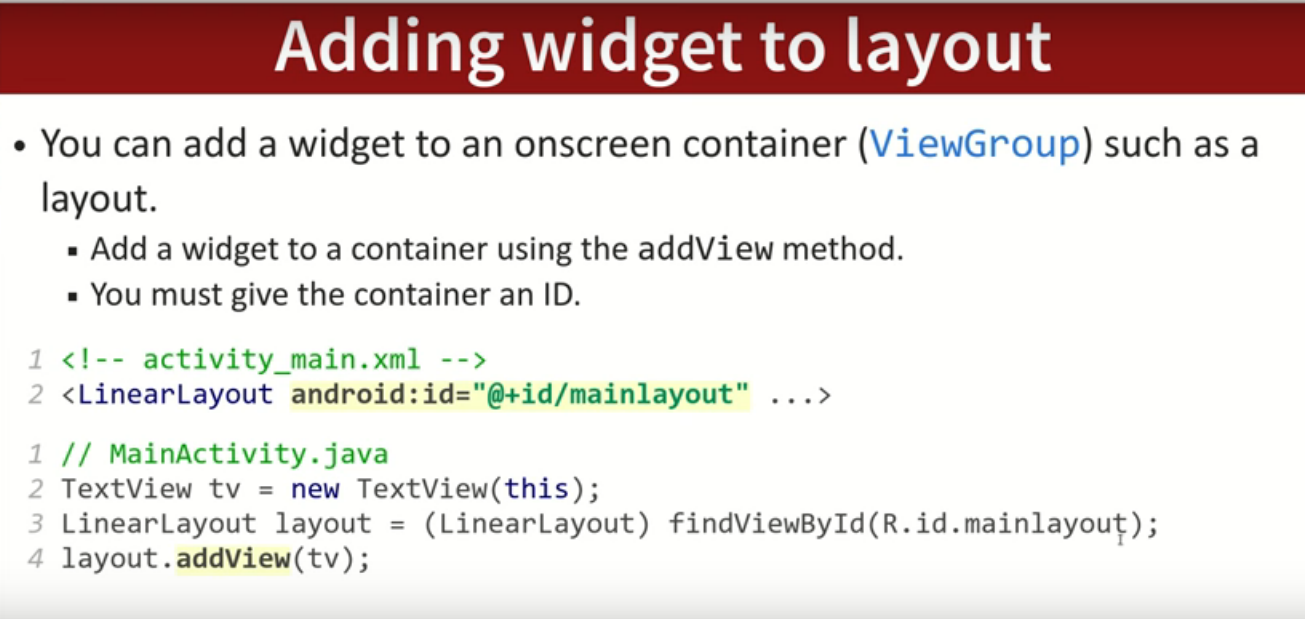 Adding widget to layout
• You can add a widget to an onscreen container (ViewGroup) such as a
layout.
▪ Add a widget to a container using the addView method.
▪ You must give the container an ID.
1 <!-- activity_main.xml -->
2 <LinearLayout android:id="@+id/mainlayout" ...>
1 // MainActivity.java
2 TextView tv = new TextView(this);
3 LinearLayout layout = (LinearLayout) findViewById(R.id.mainlayout);
4 layout.addView(tv);